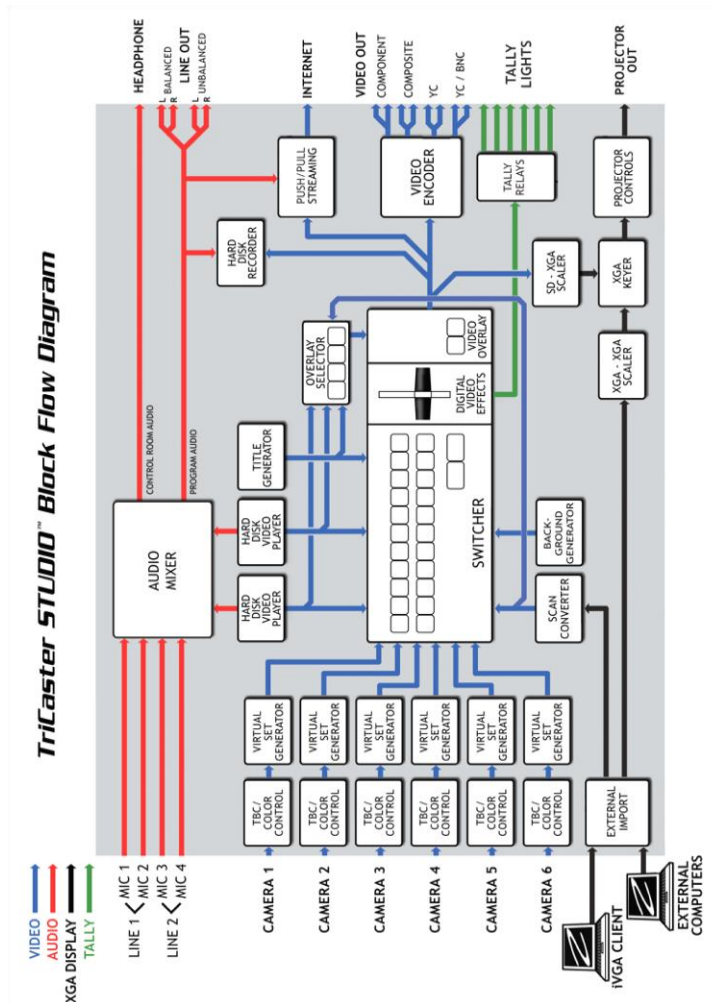 TriCaster STUDIO™ Block Flow Diagram
VIDEO
AUDIO
XGA DISPLAY
TALLY
LINE 1
MIC 1
MIC 2
LINE 2
MIC 3
MIC 4
AUDIO
MIXER
CONTROL ROOM AUDIO
PROGRAM AUDIO
HEADPHONE
LINE OUT
L
R
BALANCED
L
R
UNBALANCED
HARD
DISK
VIDEO
PLAYER
HARD
DISK
VIDEO
PLAYER
TITLE
GENERATOR
OVERLAY
SELECTOR
HARD
DISK
RECORDER
PUSH/PULL
STREAMING
INTERNET
CAMERA 1
TBC/
COLOR
CONTROL
VIRTUAL
SET
GENERATOR
CAMERA 2
TBC/
COLOR
CONTROL
VIRTUAL
SET
GENERATOR
CAMERA 3
TBC/
COLOR
CONTROL
VIRTUAL
SET
GENERATOR
CAMERA 4
TBC/
COLOR
CONTROL
VIRTUAL
SET
GENERATOR
CAMERA 5
TBC/
COLOR
CONTROL
VIRTUAL
SET
GENERATOR
CAMERA 6
TBC/
COLOR
CONTROL
VIRTUAL
SET
GENERATOR
SWITCHER
DIGITAL
VIDEO
EFFECTS
VIDEO
OVERLAY
VIDEO
ENCODER
VIDEO OUT
COMPONENT
COMPOSITE
YC
YC / BNC
TALLY
RELAYS
TALLY
LIGHTS
SCAN
CONVERTER
BACK-
GROUND
GENERATOR
SD - XGA
SCALER
iVGA CLIENT
EXTERNAL
COMPUTERS
EXTERNAL
IMPORT
XGA - XGA
SCALER
XGA
KEYER
PROJECTOR
CONTROLS
PROJECTOR
OUT